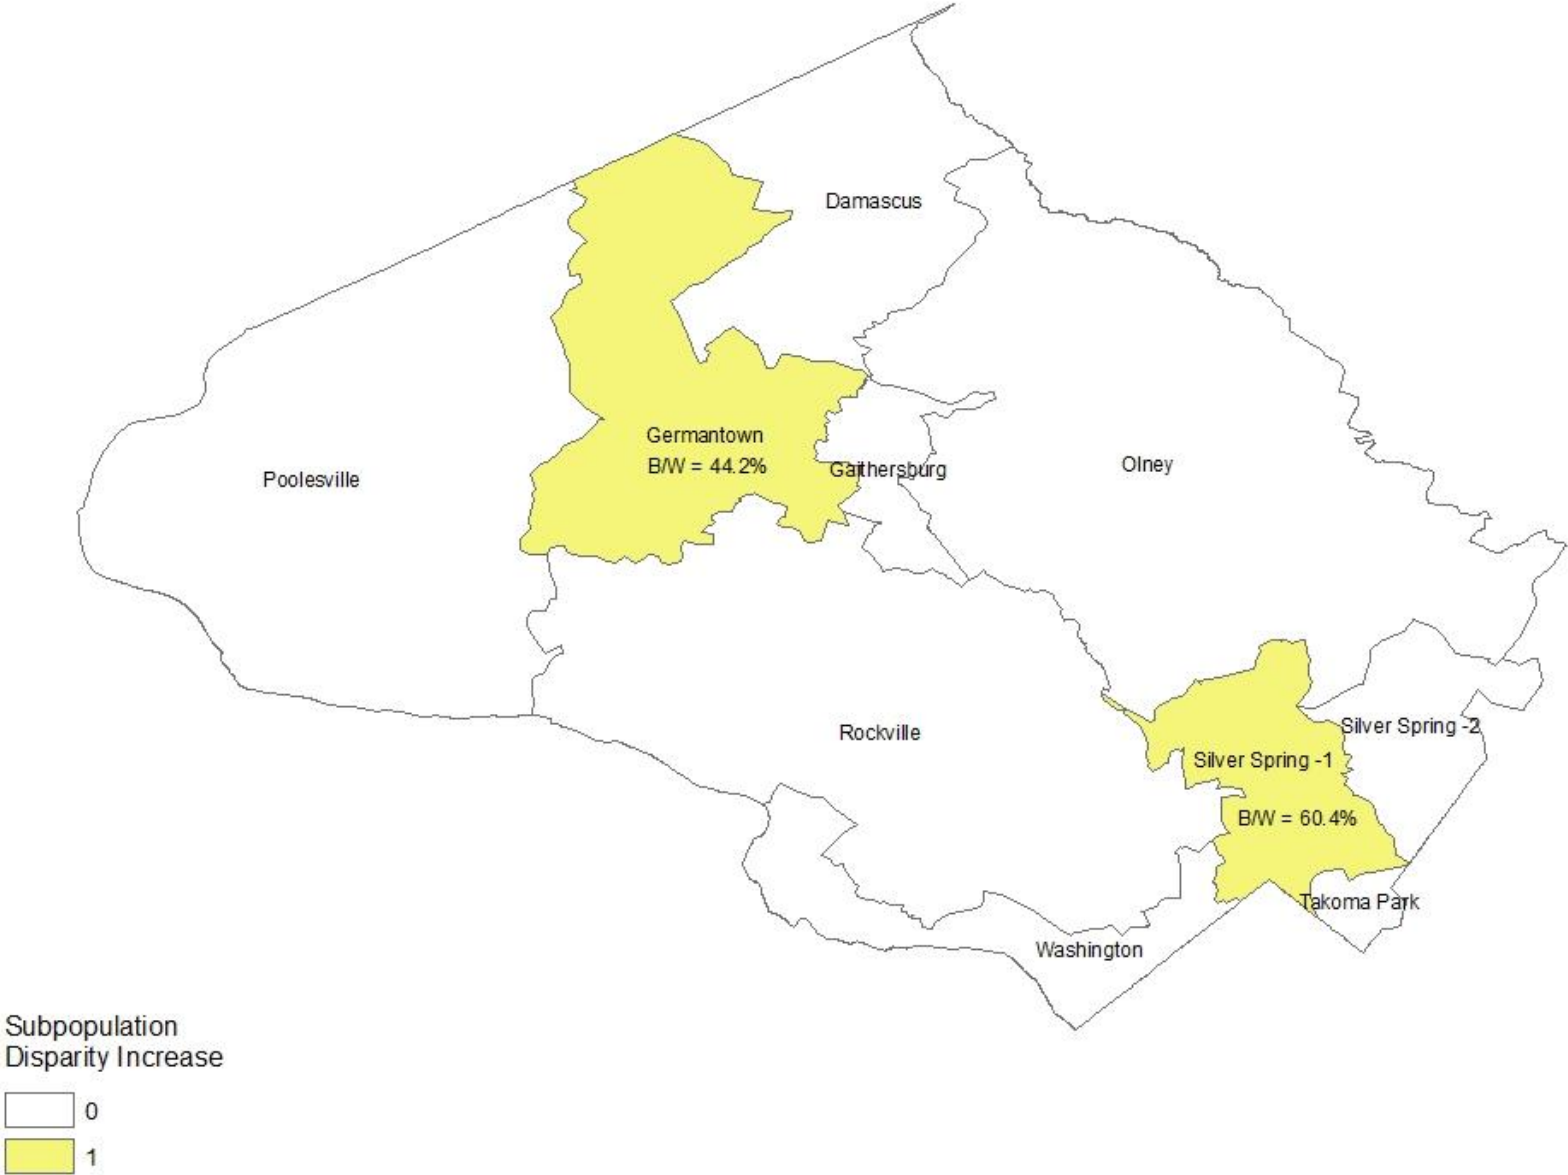 Damascus
Germantown
B/W = 44.2%
Gaithersburg
Olney
Poolesville
Rockville
Silver Spring -2
Silver Spring -1
B/W = 60.4%
Takoma Park
Washington
Subpopulation
Disparity Increase
0
1